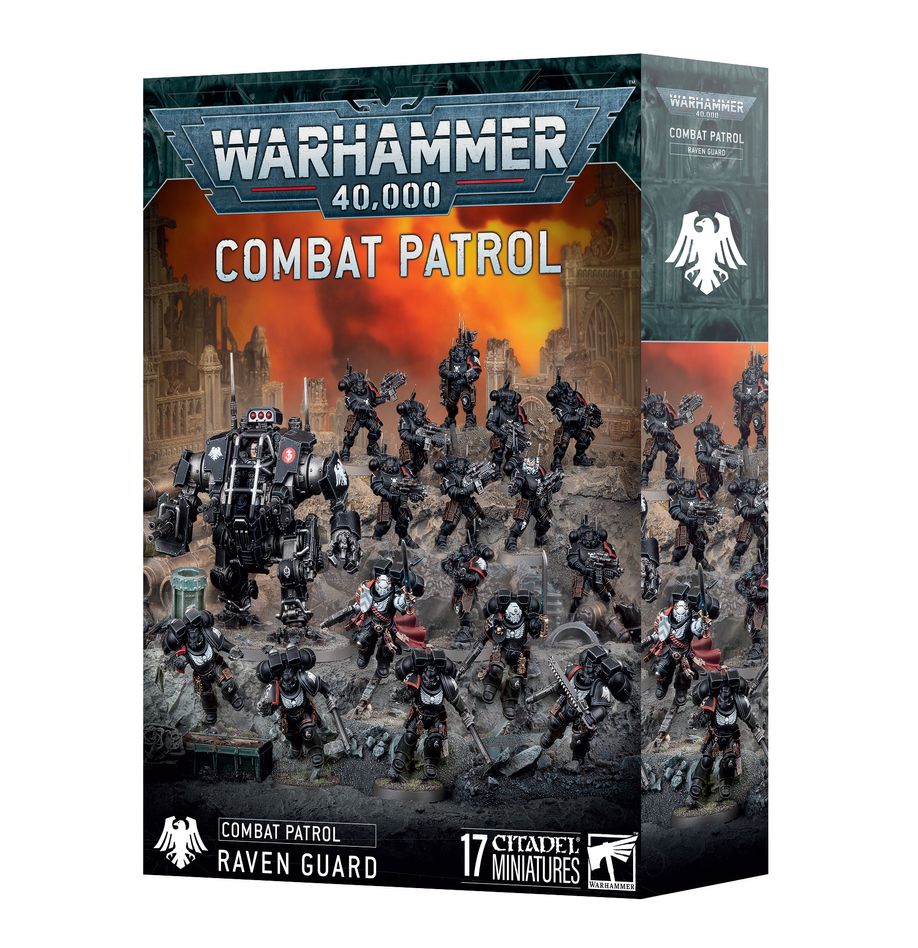 WARHAMMER
40,000
COMBAT PATROL
COMBAT PATROL
RAVEN GUARD
17 CITADEL
MINIATURES
WARHAMMER
WARHAMMER
40,000
COMBAT PATROL
RAVEN GUARD
TM